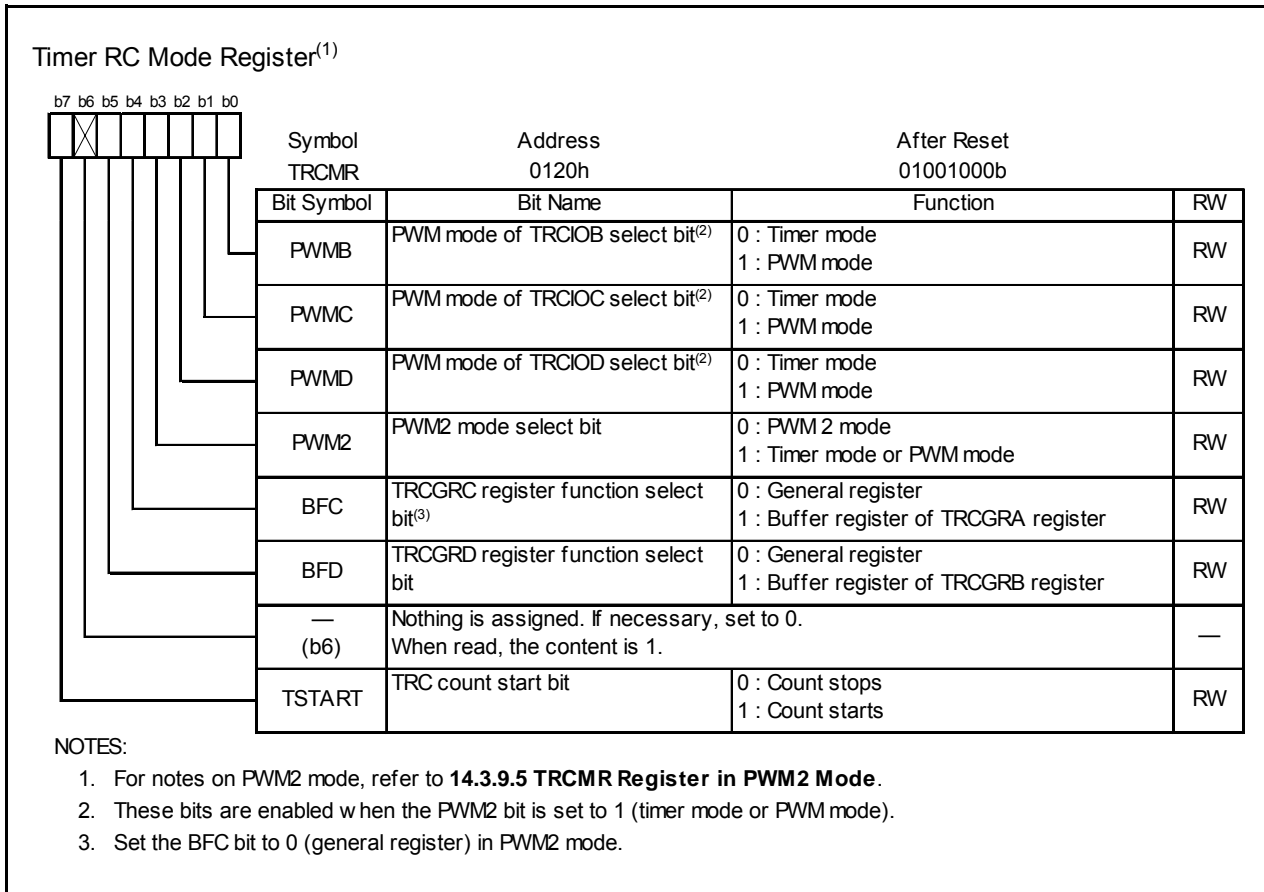 Timer RC Mode Register(1)
b7 b6 b5 b4 b3 b2 b1 b0
Symbol Address After Reset
TRCMR 0120h 01001000b
Bit Symbol Bit Name Function RW
PWMB PWM mode of TRCIOB select bit(2) 0 : Timer mode RW
1 : PWM mode
PWMC PWM mode of TRCIOC select bit(2) 0 : Timer mode RW
1 : PWM mode
PWMD PWM mode of TRCIOD select bit(2) 0 : Timer mode RW
1 : PWM mode
PWM2 PWM2 mode select bit 0 : PWM 2 mode RW
1 : Timer mode or PWM mode
BFC TRCGRC register function select 0 : General register RW
bit(3) 1 : Buffer register of TRCGRA register
BFD TRCGRD register function select 0 : General register RW
bit 1 : Buffer register of TRCGRB register
— Nothing is assigned. If necessary, set to 0. —
(b6) When read, the content is 1.
TSTART TRC count start bit 0 : Count stops RW
1 : Count starts
NOTES:
1. For notes on PWM2 mode, refer to 14.3.9.5 TRCMR Register in PWM2 Mode.
2. These bits are enabled when the PWM2 bit is set to 1 (timer mode or PWM mode).
3. Set the BFC bit to 0 (general register) in PWM2 mode.